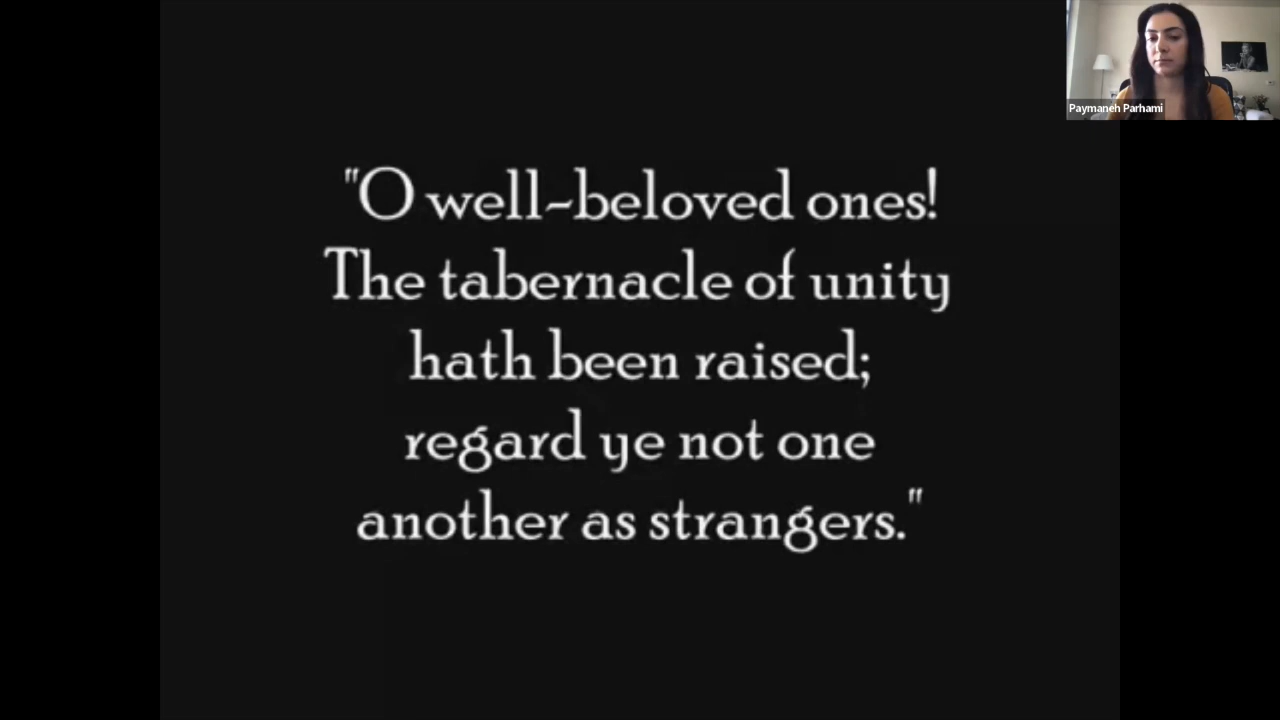 Paymaneh Parhami
"O well-beloved ones!
The tabernacle of unity
hath been raised;
regard ye not one
another as strangers."